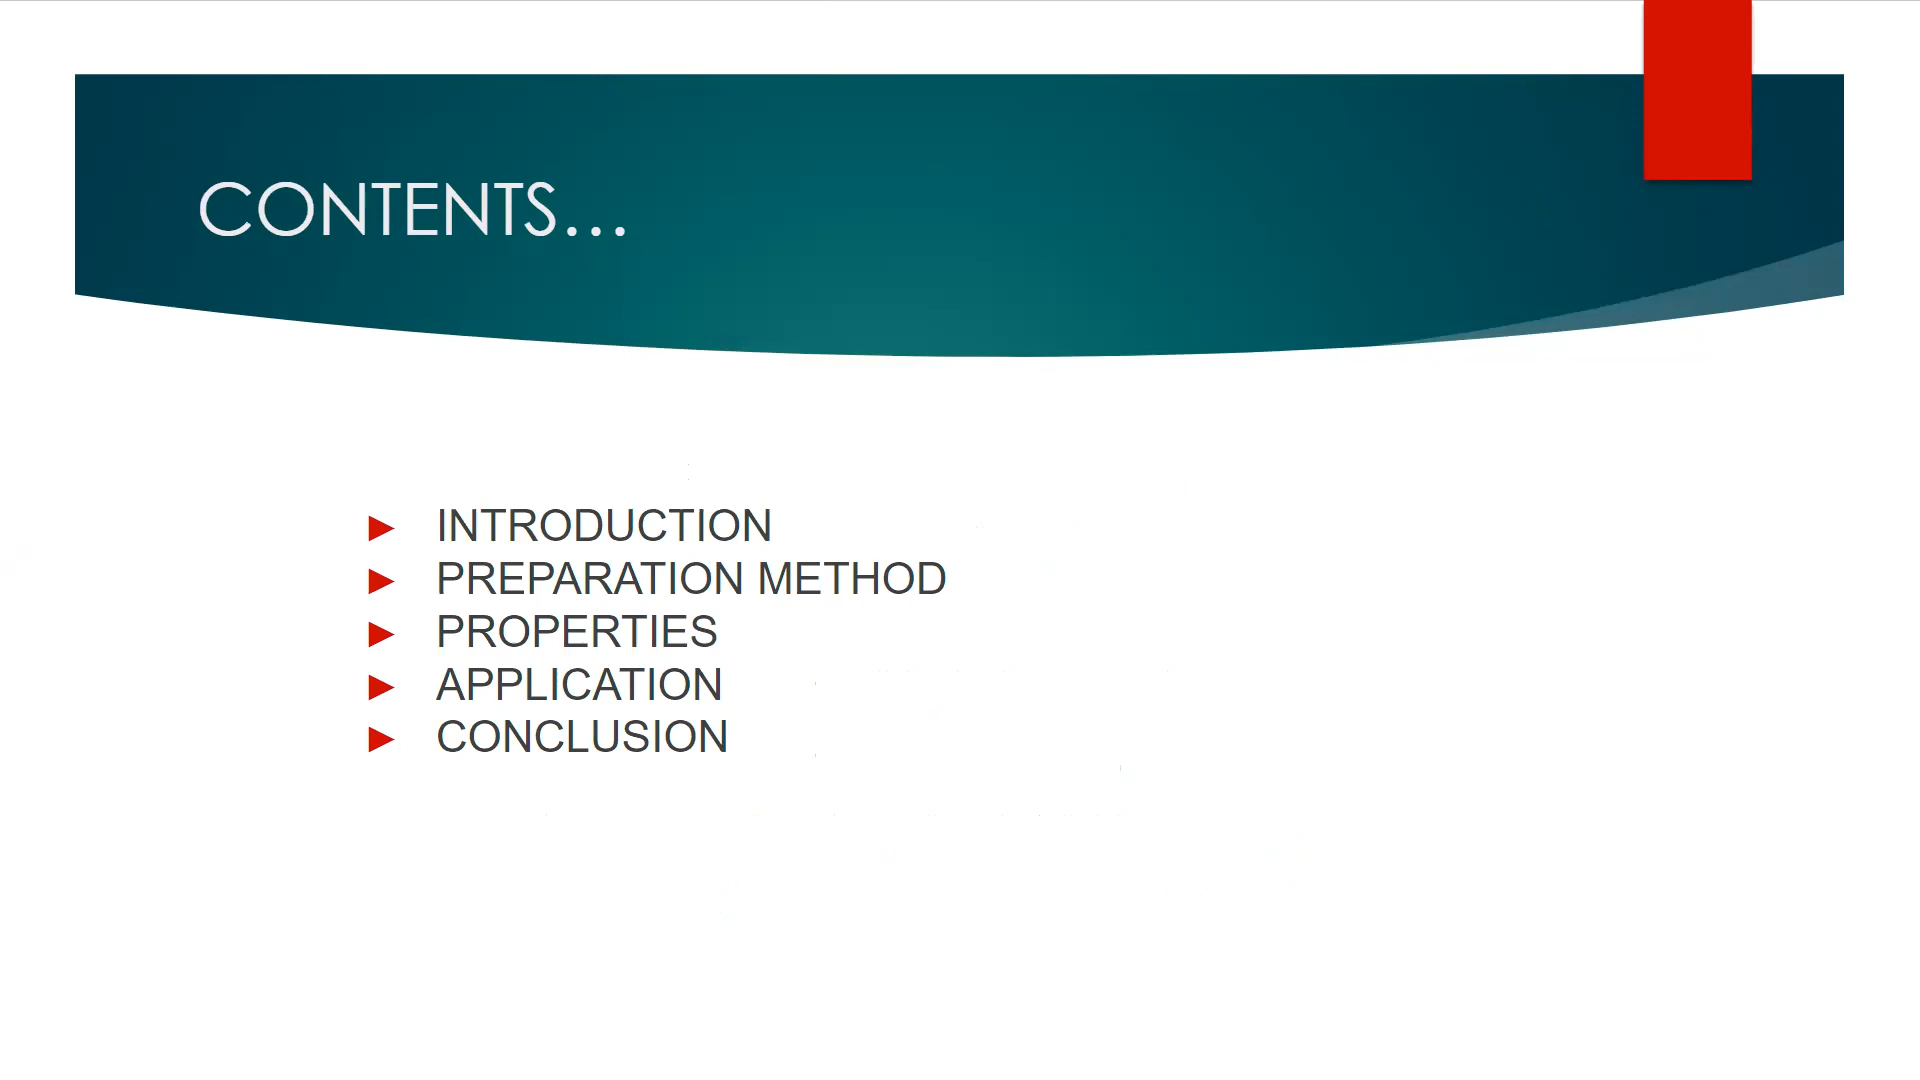 CONTENTS...
INTRODUCTION
PREPARATION METHOD
PROPERTIES
APPLICATION
CONCLUSION